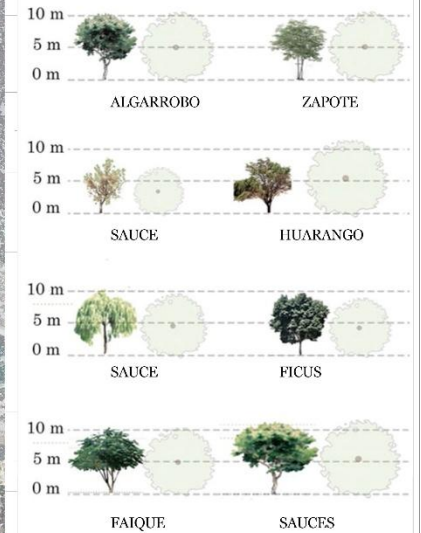 10 m
5 m
0 m
ALGARROBO ZAPOTE
10 m
5 m
0 m
SAUCE HUARANGO
10 m
5 m
0 m
SAUCE FICUS
10 m
5 m
0 m
FAIQUE SAUCES